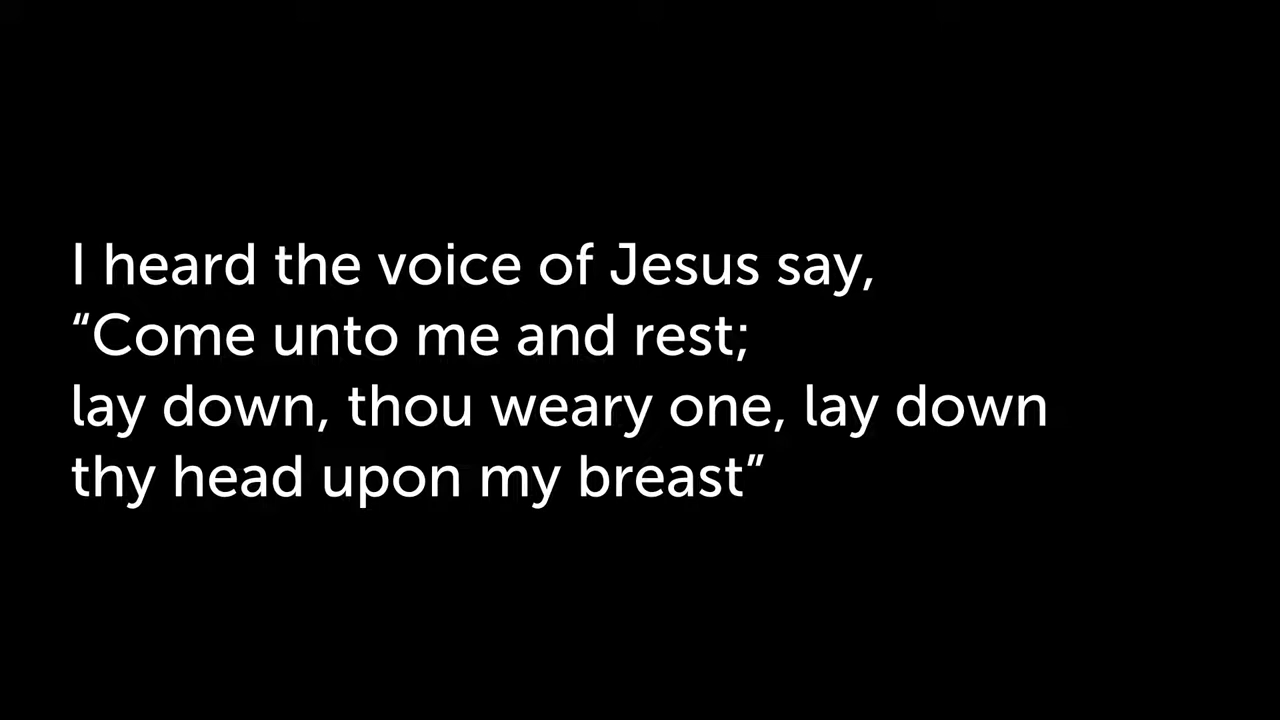 I heard the voice of Jesus say,
“Come unto me and rest;
lay down, thou weary one, lay down
thy head upon my breast”